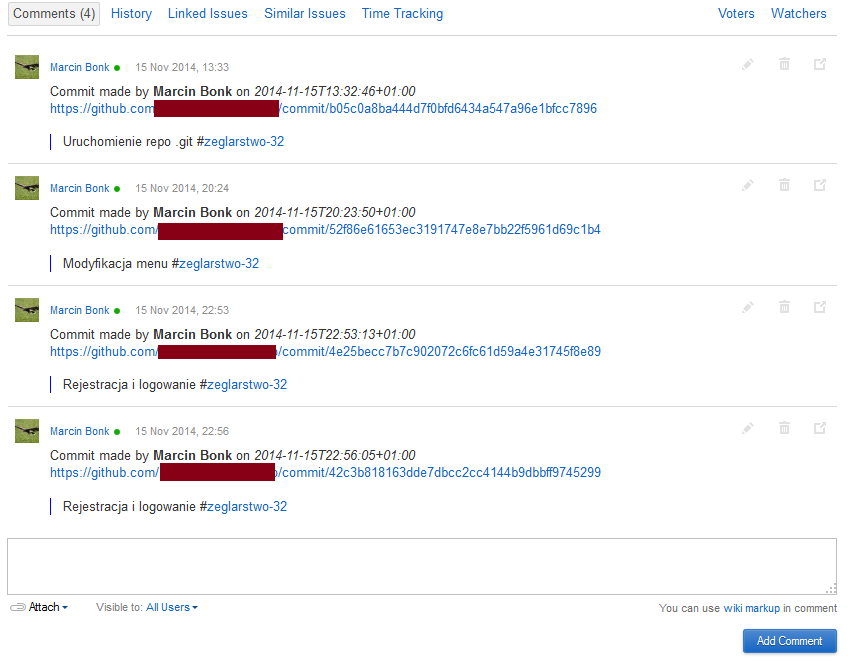 Comments (4) History Linked Issues Similar Issues Time Tracking Voters Watchers
Marcin Bonk 15 Nov 2014, 13:33
Commit made by Marcin Bonk on 2014-11-15T13:32:46+01:00
https://github.com /commit/b05c0a8ba444d7f0bfd6434a547a96e1bfcc7896
Uruchomienie repo .git #zeglarstwo-32
Marcin Bonk 15 Nov 2014, 20:24
Commit made by Marcin Bonk on 2014-11-15T20:23:50+01:00
https://github.com/ commit/52f86e61653ec3191747e8e7bb22f5961d69c1b4
Modyfikacja menu #zeglarstwo-32
Marcin Bonk 15 Nov 2014, 22:53
Commit made by Marcin Bonk on 2014-11-15T22:53:13+01:00
https://github.com/ /commit/4e25becc7b7c902072c6fc61d59a4e31745f8e89
Rejestracja i logowanie #zeglarstwo-32
Marcin Bonk 15 Nov 2014, 22:56
Commit made by Marcin Bonk on 2014-11-15T22:56:05+01:00
https://github.com/ /commit/42c3b818163dde7dbcc2cc4144b9dbbff9745299
Rejestracja i logowanie #zeglarstwo-32
Attach Visible to: All Users You can use wiki markup in comment
Add Comment